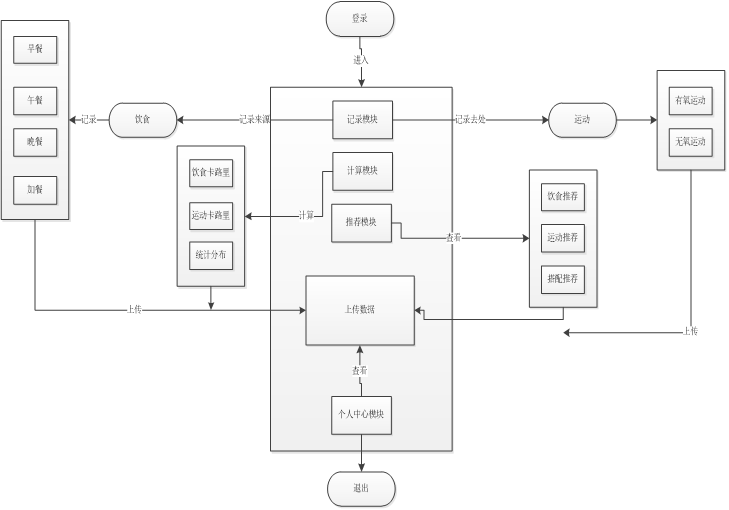 登录
进入
早餐
午餐
晚餐
加餐
记录
饮食
记录来源
记录模块
记录去处
运动
有氧运动
无氧运动
饮食卡路里
运动卡路里
统计分布
计算
计算模块
推荐模块
查看
饮食推荐
运动推荐
搭配推荐
上传
上传数据
上传
查看
个人中心模块
退出